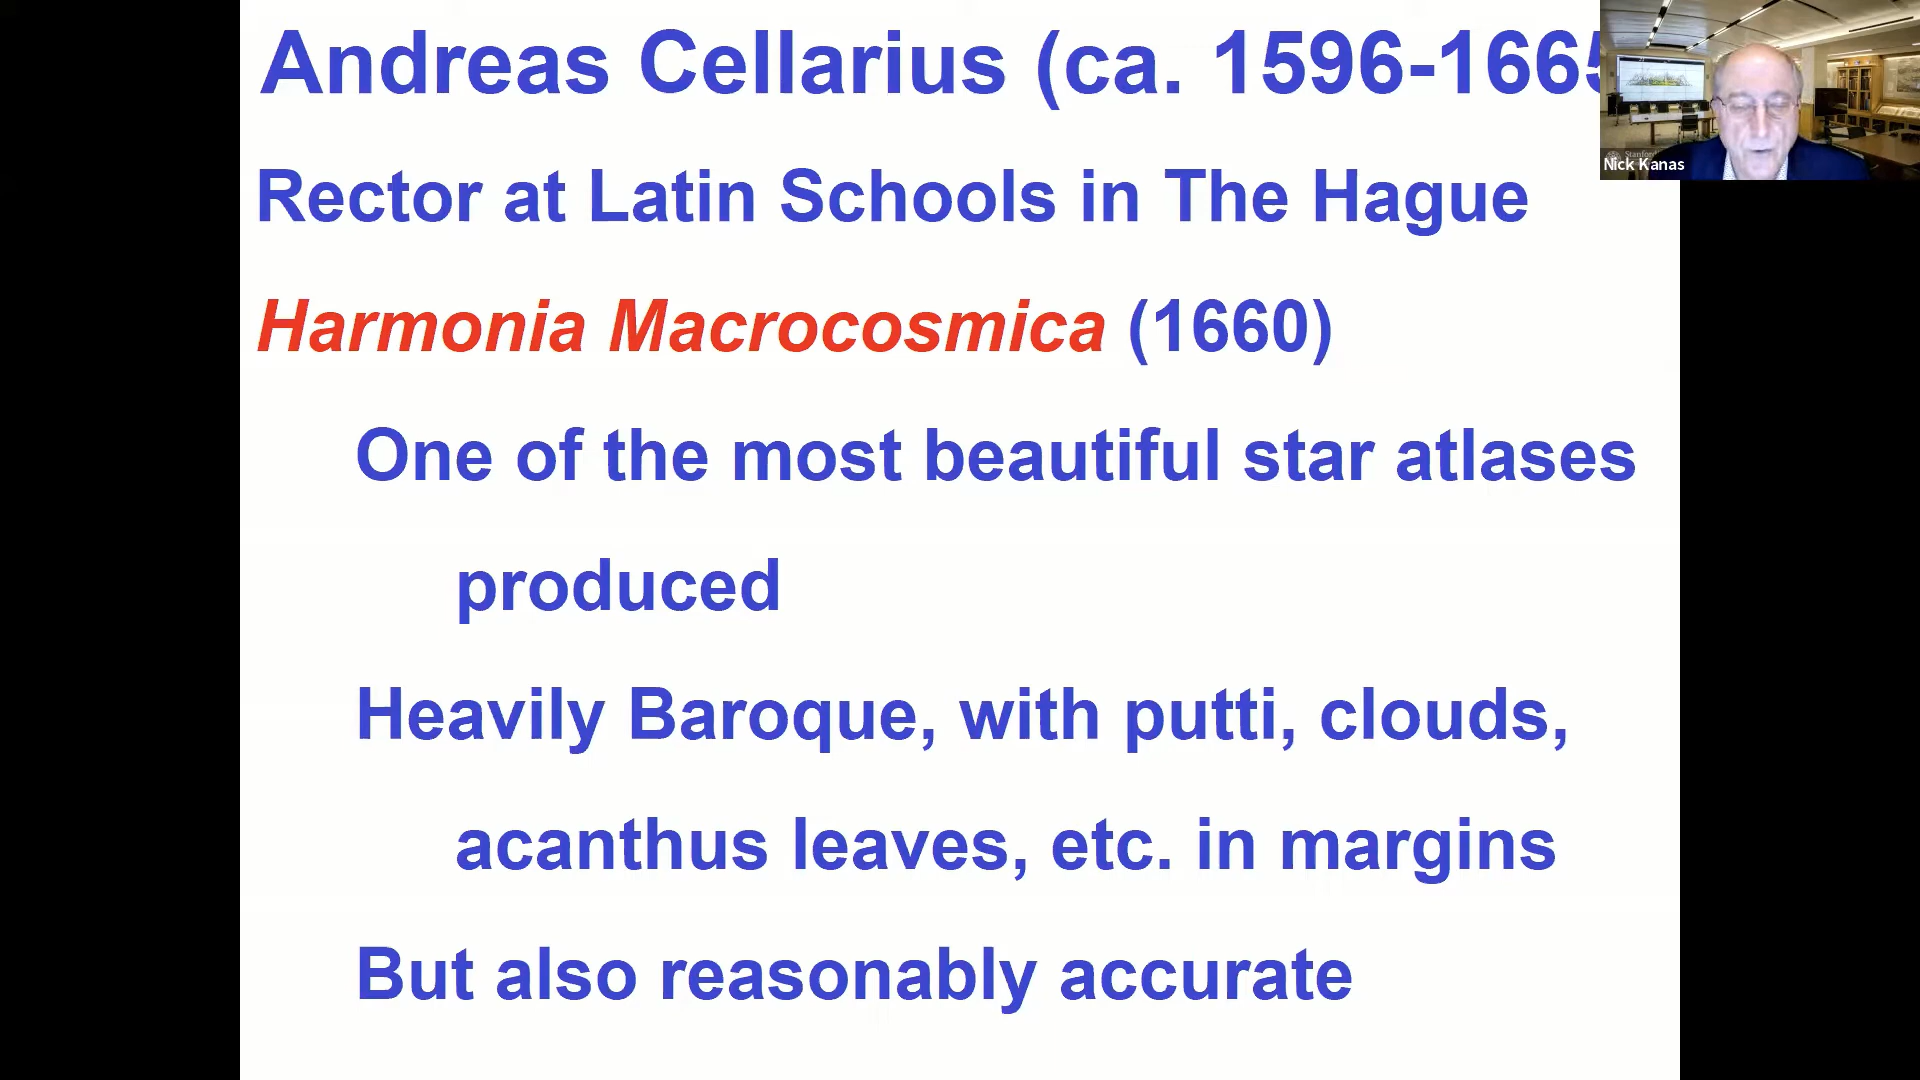 Andreas Cellarius (ca. 1596-1665
Rector at Latin Schools in The Hague
Harmonia Macrocosmica (1660)
One of the most beautiful star atlases
produced
Heavily Baroque, with putti, clouds,
acanthus leaves, etc. in margins
But also reasonably accurate
Stanford
Nick Kanas